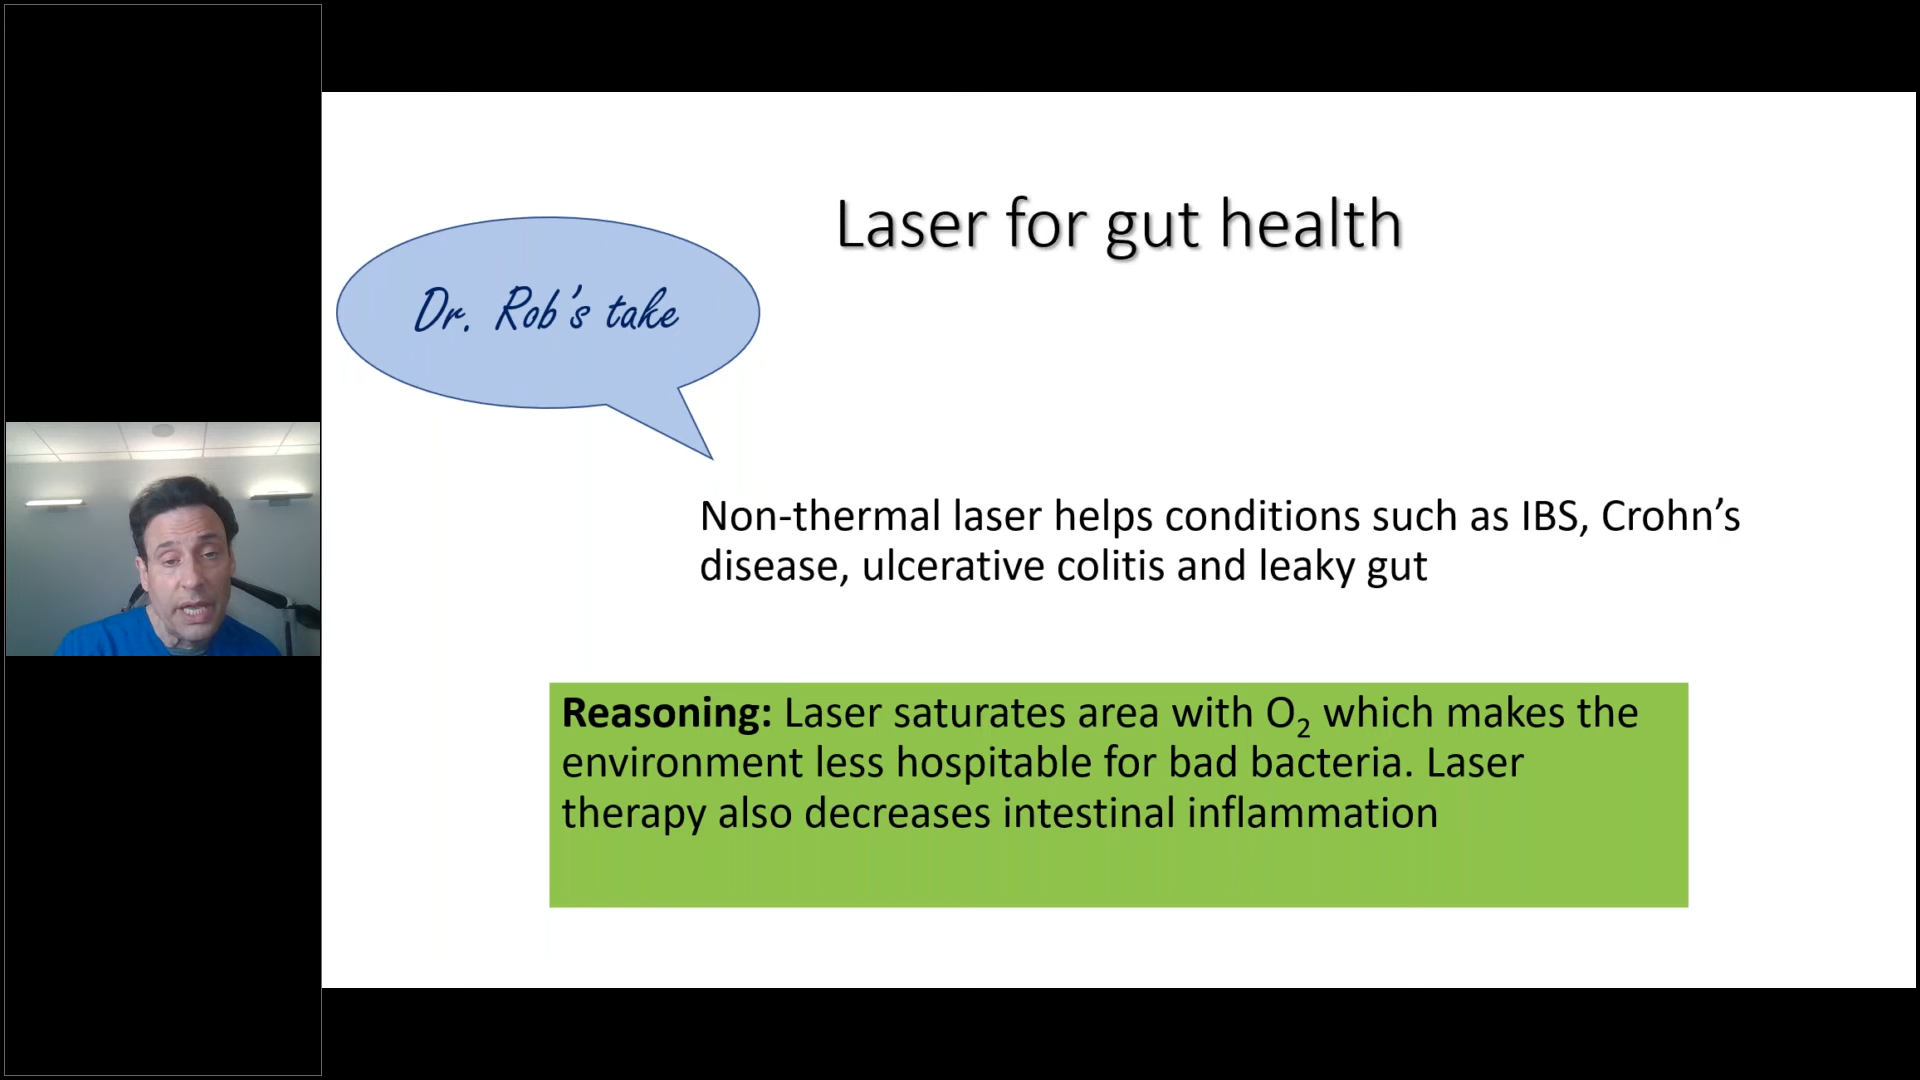 Laser for gut health
Dr. Rob's take
Non-thermal laser helps conditions such as IBS, Crohn’s
disease, ulcerative colitis and leaky gut
Reasoning: Laser saturates area with O₂ which makes the
environment less hospitable for bad bacteria. Laser
therapy also decreases intestinal inflammation